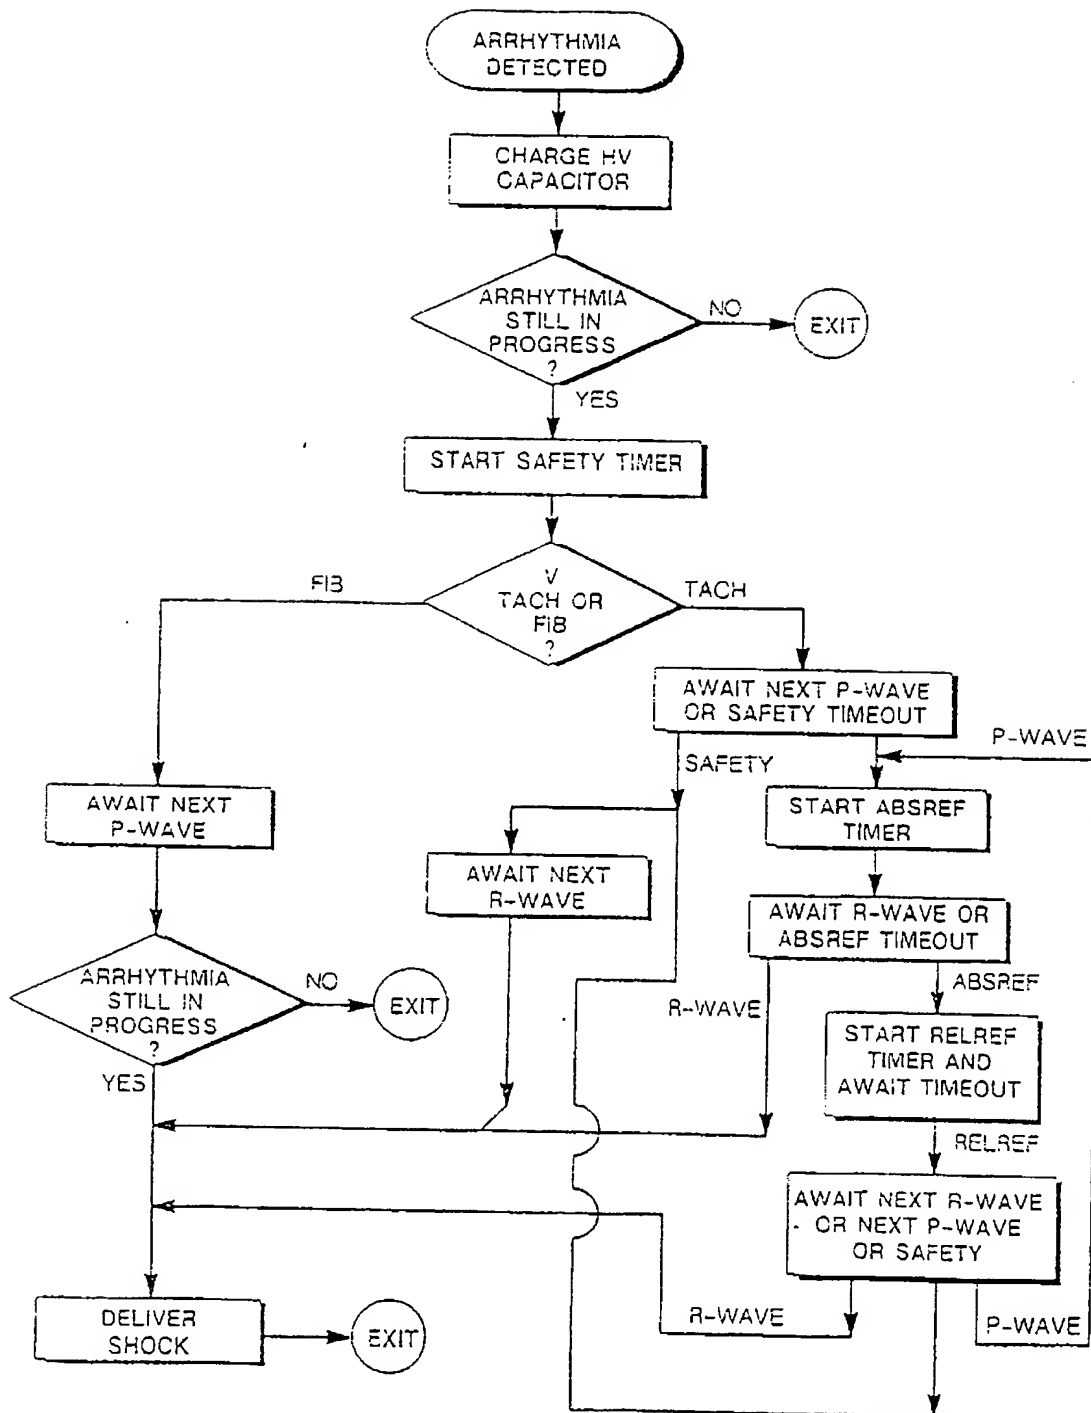 ARRHYTHMIA
DETECTED
CHARGE HV
CAPACITOR
ARRHYTHMIA
STILL IN
PROGRESS
?
NO
EXIT
YES
START SAFETY TIMER
V
TACH OR
FIB
?
FIB
TACH
AWAIT NEXT P-WAVE
OR SAFETY TIMEOUT
P-WAVE
SAFETY
AWAIT NEXT
P-WAVE
START ABSREF
TIMER
AWAIT NEXT
R-WAVE
AWAIT R-WAVE OR
ABSREF TIMEOUT
ARRHYTHMIA
STILL IN
PROGRESS
?
NO
EXIT
YES
R-WAVE
ABSREF
START RELREF
TIMER AND
AWAIT TIMEOUT
RELREF
AWAIT NEXT R-WAVE
OR NEXT P-WAVE
OR SAFETY
DELIVER
SHOCK
EXIT
R-WAVE
P-WAVE